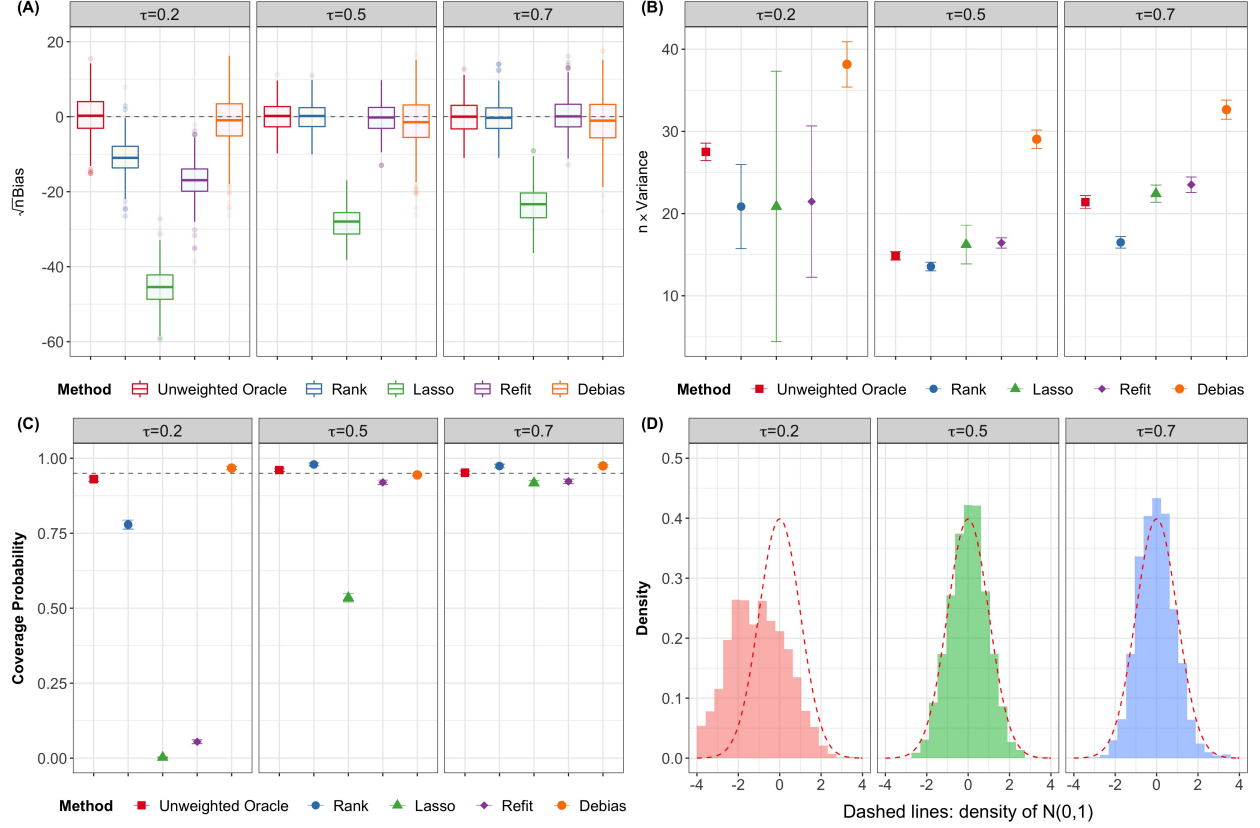 (A)
τ=0.2 τ=0.5 τ=0.7
√nBias
0
-20
-40
-60
20
Method Unweighted Oracle Rank Lasso Refit Debias
(B)
τ=0.2 τ=0.5 τ=0.7
n × Variance
40
30
20
10
Method Unweighted Oracle Rank Lasso Refit Debias
(C)
τ=0.2 τ=0.5 τ=0.7
Coverage Probability
1.00
0.75
0.50
0.25
0.00
Method Unweighted Oracle Rank Lasso Refit Debias
(D)
τ=0.2 τ=0.5 τ=0.7
Density
0.5
0.4
0.3
0.2
0.1
0.0
-4 -2 0 2 4 -4 -2 0 2 4 -4 -2 0 2 4
Dashed lines: density of N(0,1)